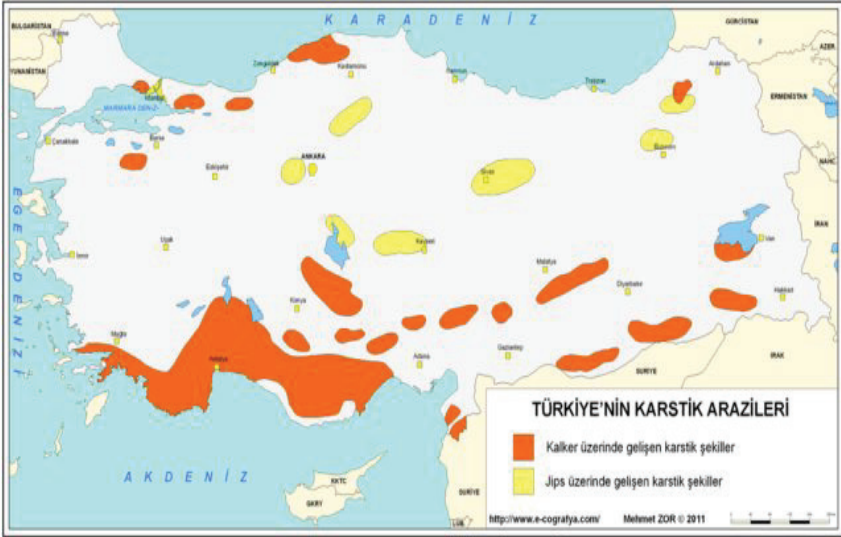 K A R A D E N İ Z
BULGARİSTAN
GÜRCİSTAN
Edirne
AZER.
YUNANİSTAN
Zonguldak
Kastamonu
Samsun
Trabzon
Ardahan
ERMENİSTAN
İstanbul
MARMARA DENİZİ
Çanakkale
Bursa
ANKARA
Erzurum
NAHÇ.
Eskişehir
Sivas
E G E D E N İ Z İ
İRAN
İzmir
Uşak
Kayseri
Van
Malatya
Diyarbakır
Hakkari
Konya
Muğla
Antalya
Adana
Gaziantep
SURİYE
IRAK
TÜRKİYE'NİN KARSTİK ARAZİLERİ
Kalker üzerinde gelişen karstik şekiller
Jips üzerinde gelişen karstik şekiller
A K D E N İ Z
KKTC
GKRY
SURİYE
LÜB.
http://www.e-cografya.com/ Mehmet ZOR © 2011